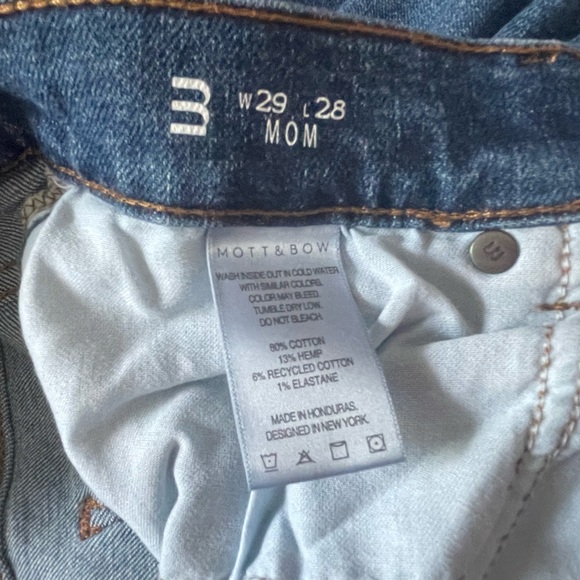 W29 L28
MOM
MOTT & BOW
WASH INSIDE OUT IN COLD WATER
WITH SIMILAR COLORS.
COLOR MAY BLEED.
TUMBLE DRY LOW.
DO NOT BLEACH.
80% COTTON
13% HEMP
6% RECYCLED COTTON
1% ELASTANE
MADE IN HONDURAS.
DESIGNED IN NEW YORK.